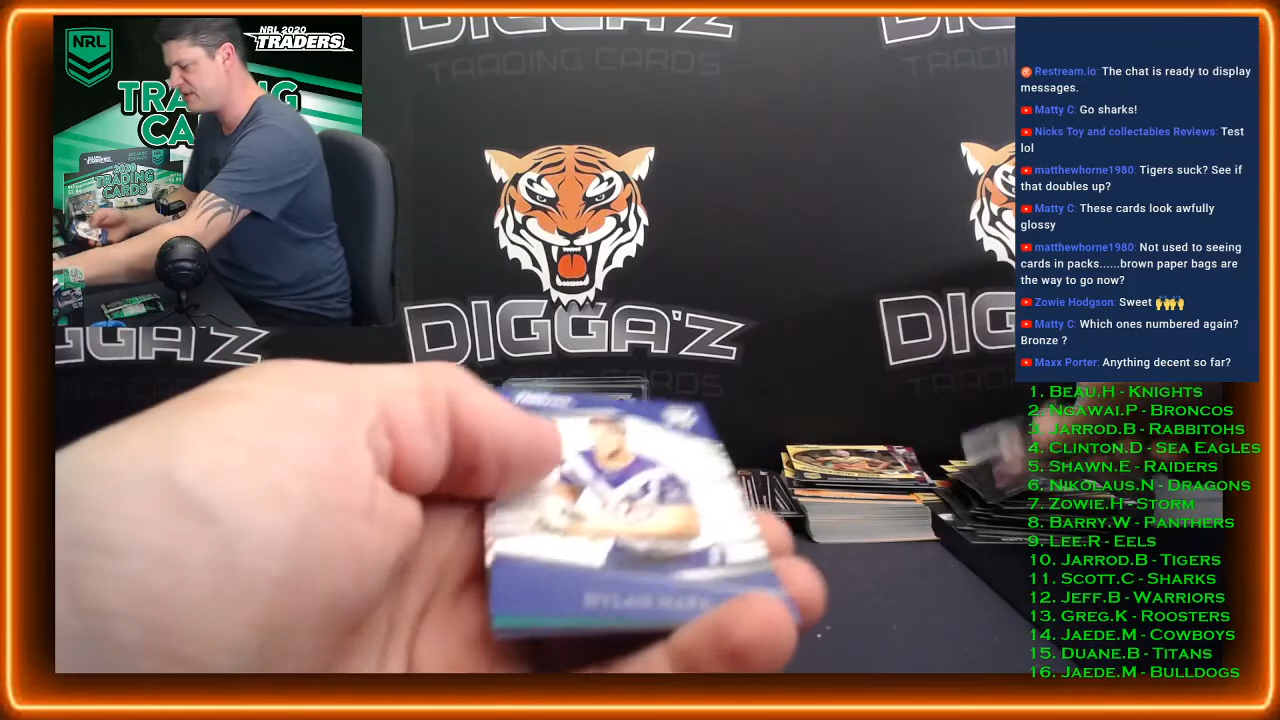 NRL
NRL 2020
TRADERS
TRA NG
CA
2020
TRADING
CARDS
DIGGA'Z
TRADING CARDS
DIGGA'Z
Restream.io: The chat is ready to display
messages.
Matty C: Go sharks!
Nicks Toy and collectables Reviews: Test
lol
matthewhorne1980: Tigers suck? See if
that doubles up?
Matty C: These cards look awfully
glossy
matthewhorne1980: Not used to seeing
cards in packs......brown paper bags are
the way to go now?
Zowie Hodgson: Sweet 🙌🙌
Matty C: Which ones numbered again?
Bronze ?
Maxx Porter: Anything decent so far?
1. Beau.H - Knights
2. Ngawai.P - Broncos
3. Jarrod.B - Rabbitohs
4. Clinton.D - Sea Eagles
5. Shawn.E - Raiders
6. Nikolaus.N - Dragons
7. Zowie.H - Storm
8. Barry.W - Panthers
9. Lee.R - Eels
10. Jarrod.B - Tigers
11. Scott.C - Sharks
12. Jeff.B - Warriors
13. Greg.K - Roosters
14. Jaede.M - Cowboys
15. Duane.B - Titans
16. Jaede.M - Bulldogs